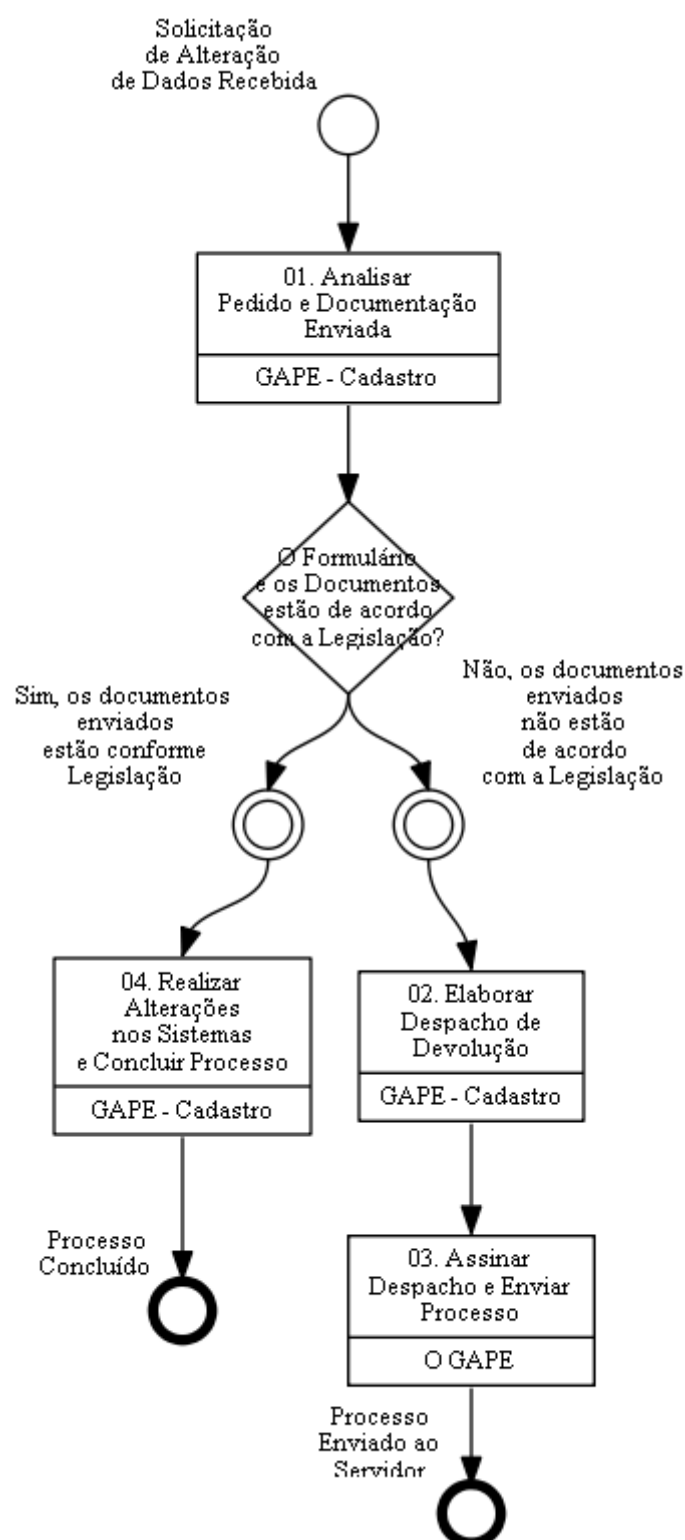 Solicitação
de Alteração
de Dados Recebida
01. Analisar
Pedido e Documentação
Enviada
GAPE - Cadastro
O Formulário
e os Documentos
estão de acordo
com a Legislação?
Sim, os documentos
enviados
estão conforme
Legislação
Não, os documentos
enviados
não estão
de acordo
com a Legislação
04. Realizar
Alterações
nos Sistemas
e Concluir Processo
GAPE - Cadastro
02. Elaborar
Despacho de
Devolução
GAPE - Cadastro
Processo
Concluído
03. Assinar
Despacho e Enviar
Processo
O GAPE
Processo
Enviado ao
Servidor